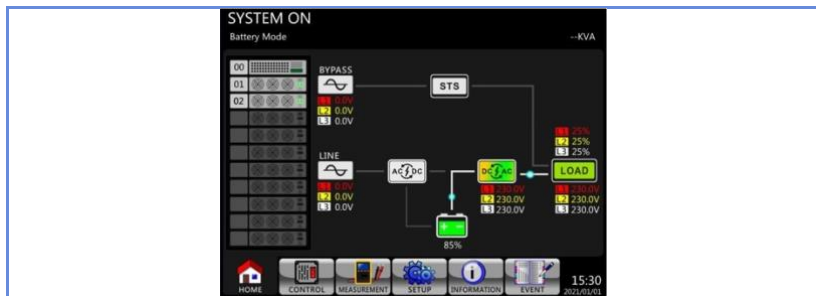 SYSTEM ON
Battery Mode
--KVA
00
01
02
BYPASS
L1 0.0V
L2 0.0V
L3 0.0V
STS
LINE
L1 0.0V
L2 0.0V
L3 0.0V
AC DC
DC AC
L1 25%
L2 25%
L3 25%
LOAD
L1 230.0V
L2 230.0V
L3 230.0V
L1 230.0V
L2 230.0V
L3 230.0V
85%
HOME
CONTROL
MEASUREMENT
SETUP
INFORMATION
EVENT
15:30
2021/01/01